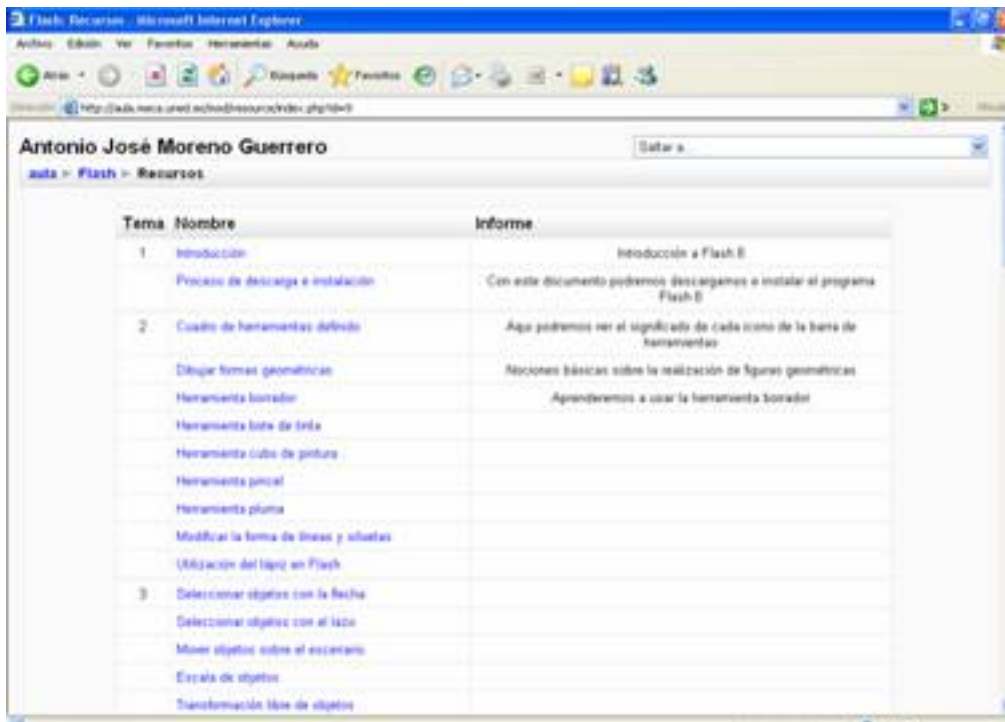 Flash: Recursos - Microsoft Internet Explorer
Archivo Edición Ver Favoritos Herramientas Ayuda
Atrás Búsqueda Favoritos
Antonio José Moreno Guerrero
Saltar a...
aula ► Flash ► Recursos
Tema Nombre Informe
1 Introducción Introducción a Flash 8
Proceso de descarga e instalación Con este documento podremos descargarnos e instalar el programa
Flash 8
2 Cuadro de herramientas definido Aqui podremos ver el significado de cada icono de la barra de
herramientas
Dibujar formas geométricas Nociones básicas sobre la realización de figuras geométricas
Herramienta borrador Aprenderemos a usar la herramienta borrador
Herramienta bote de tinta
Herramienta cubo de pintura
Herramienta pincel
Herramienta pluma
Modificar la forma de líneas y siluetas
Utilización del lápiz en Flash
3 Seleccionar objetos con la flecha
Seleccionar objetos con el lazo
Mover objetos sobre el escenario
Escala de objetos
Transformación libre de objetos